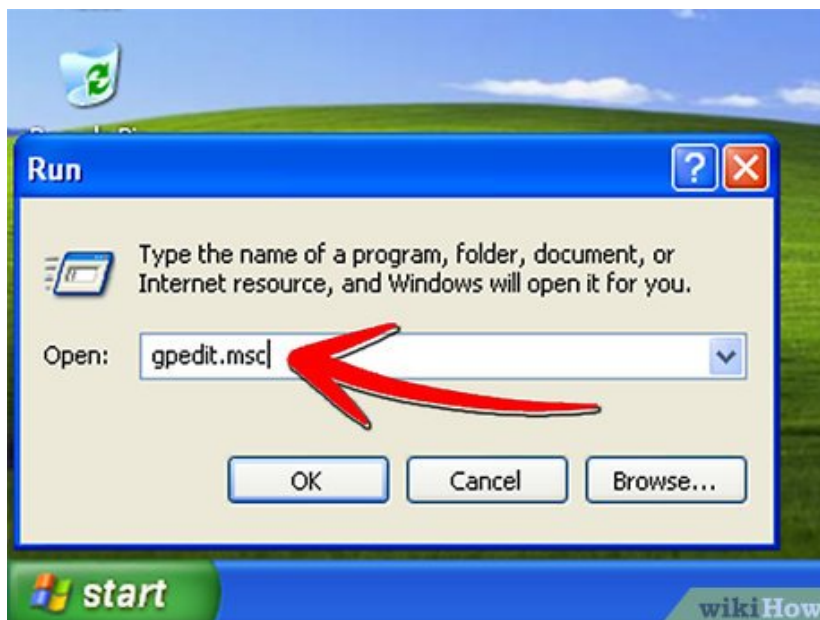 Run
Type the name of a program, folder, document, or
Internet resource, and Windows will open it for you.
Open: gpedit.msc
OK Cancel Browse...
start
wikiHow